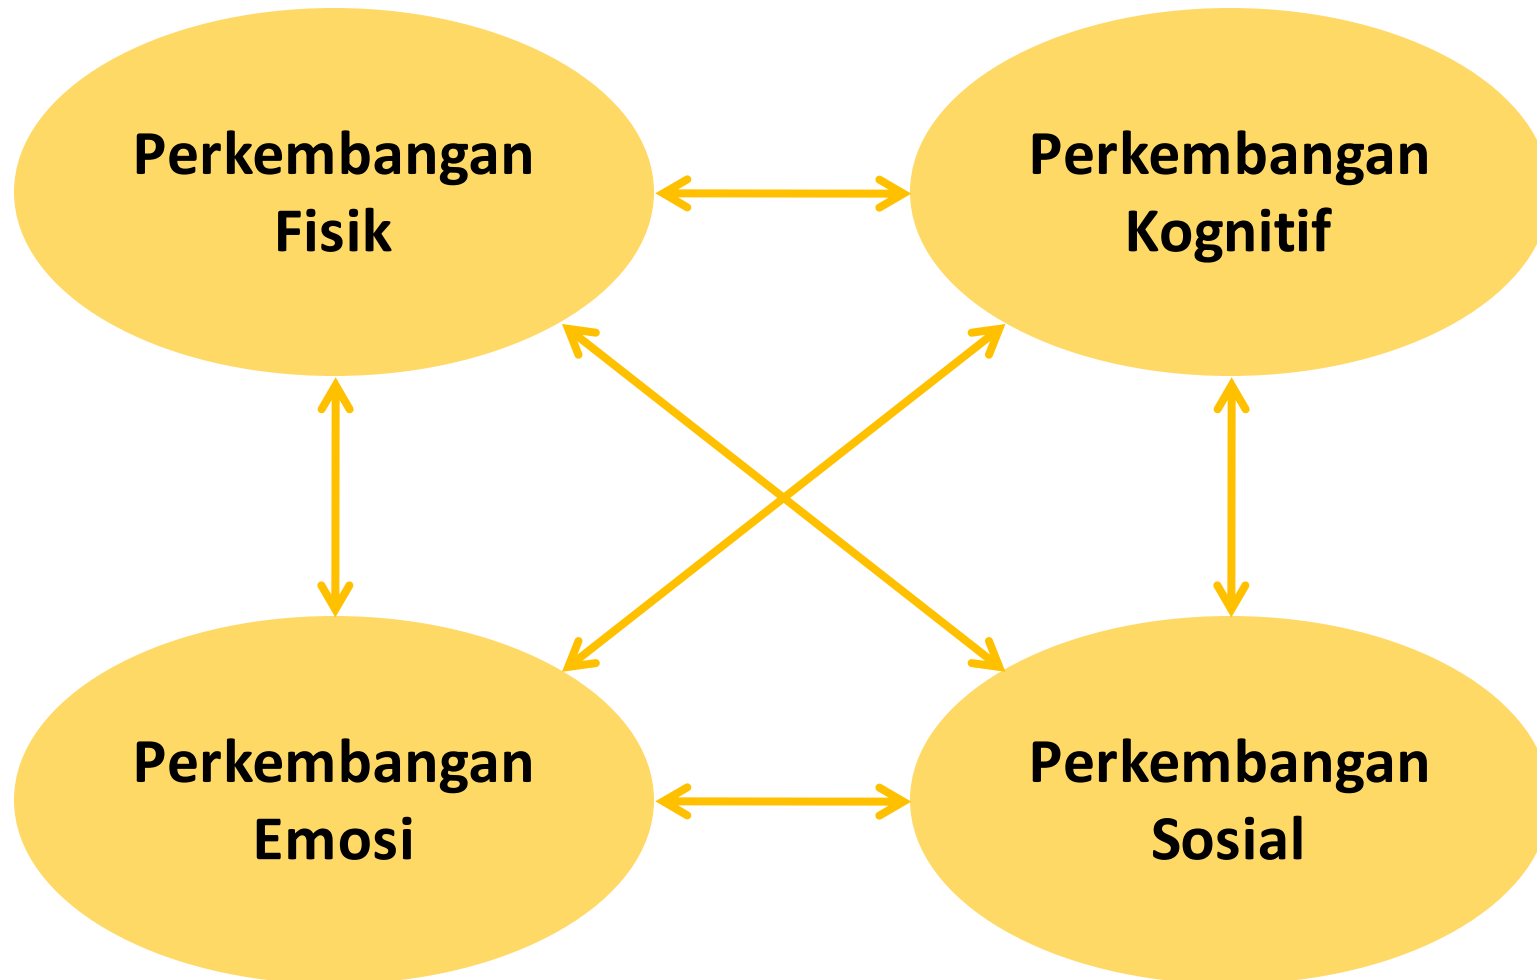 Perkembangan
Fisik
Perkembangan
Kognitif
Perkembangan
Emosi
Perkembangan
Sosial